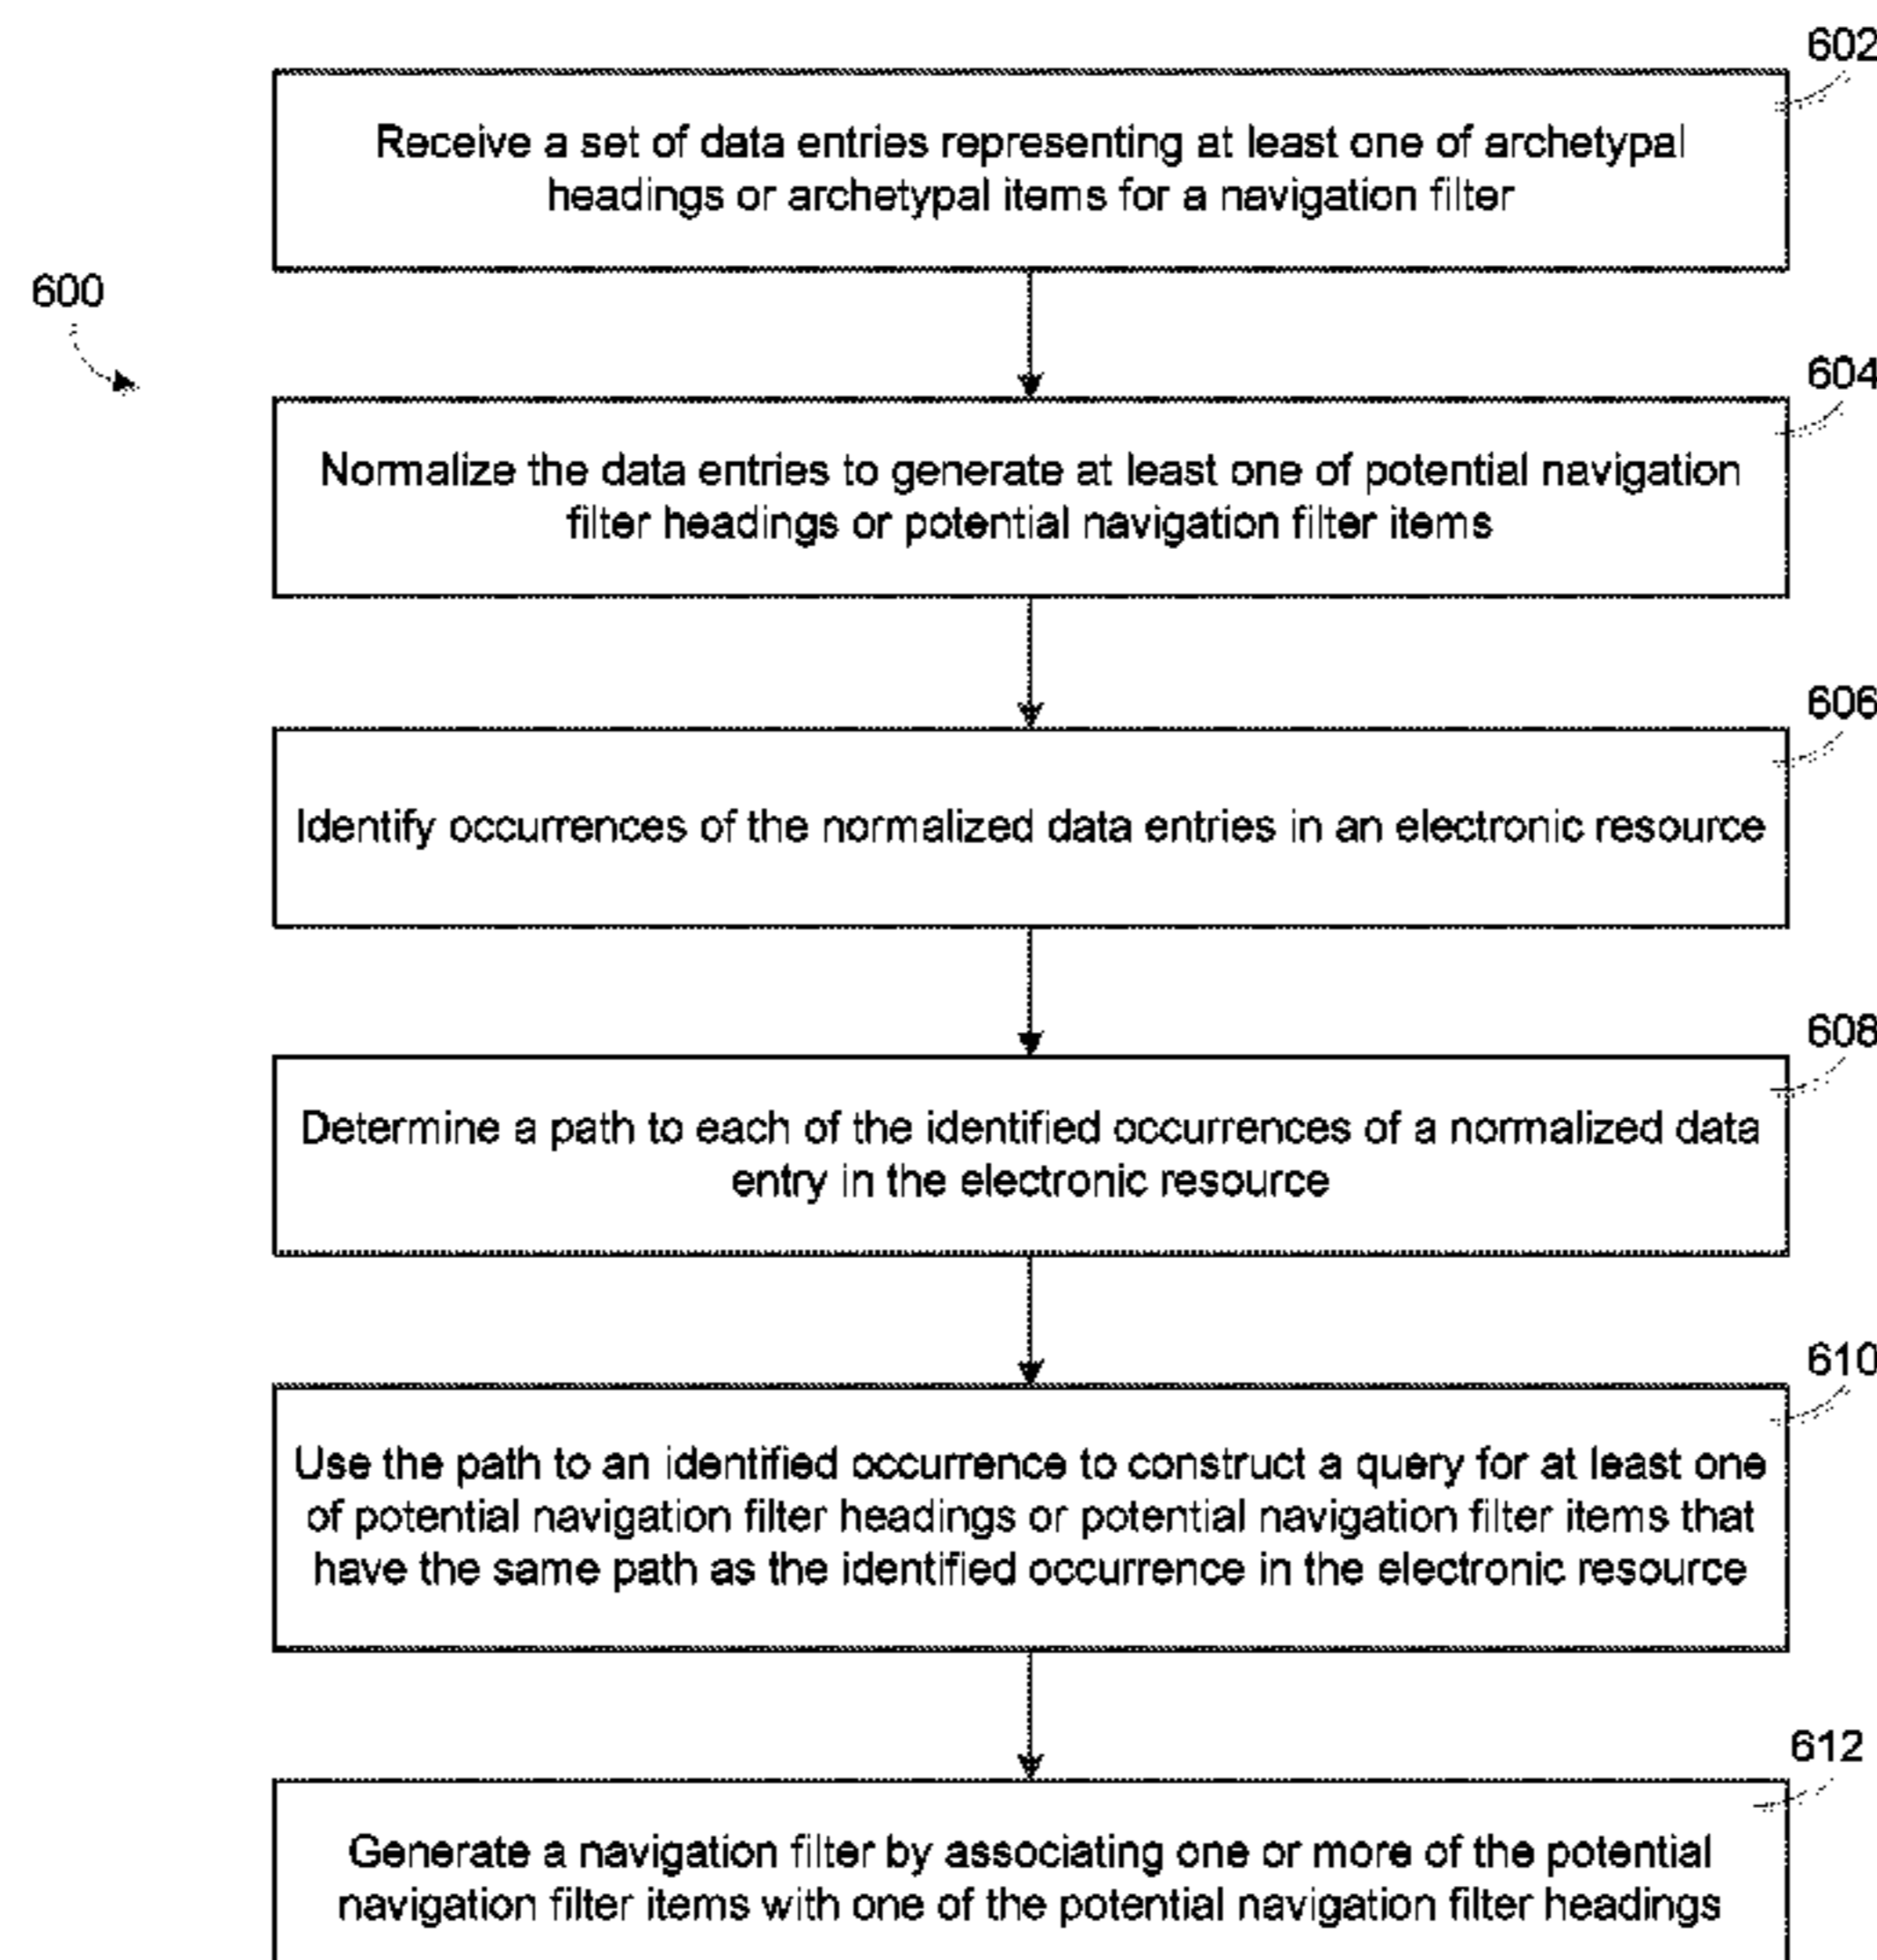 602
Receive a set of data entries representing at least one of archetypal
headings or archetypal items for a navigation filter
600
604
Normalize the data entries to generate at least one of potential navigation
filter headings or potential navigation filter items
606
Identify occurrences of the normalized data entries in an electronic resource
608
Determine a path to each of the identified occurrences of a normalized data
entry in the electronic resource
610
Use the path to an identified occurrence to construct a query for at least one
of potential navigation filter headings or potential navigation filter items that
have the same path as the identified occurrence in the electronic resource
612
Generate a navigation filter by associating one or more of the potential
navigation filter items with one of the potential navigation filter headings